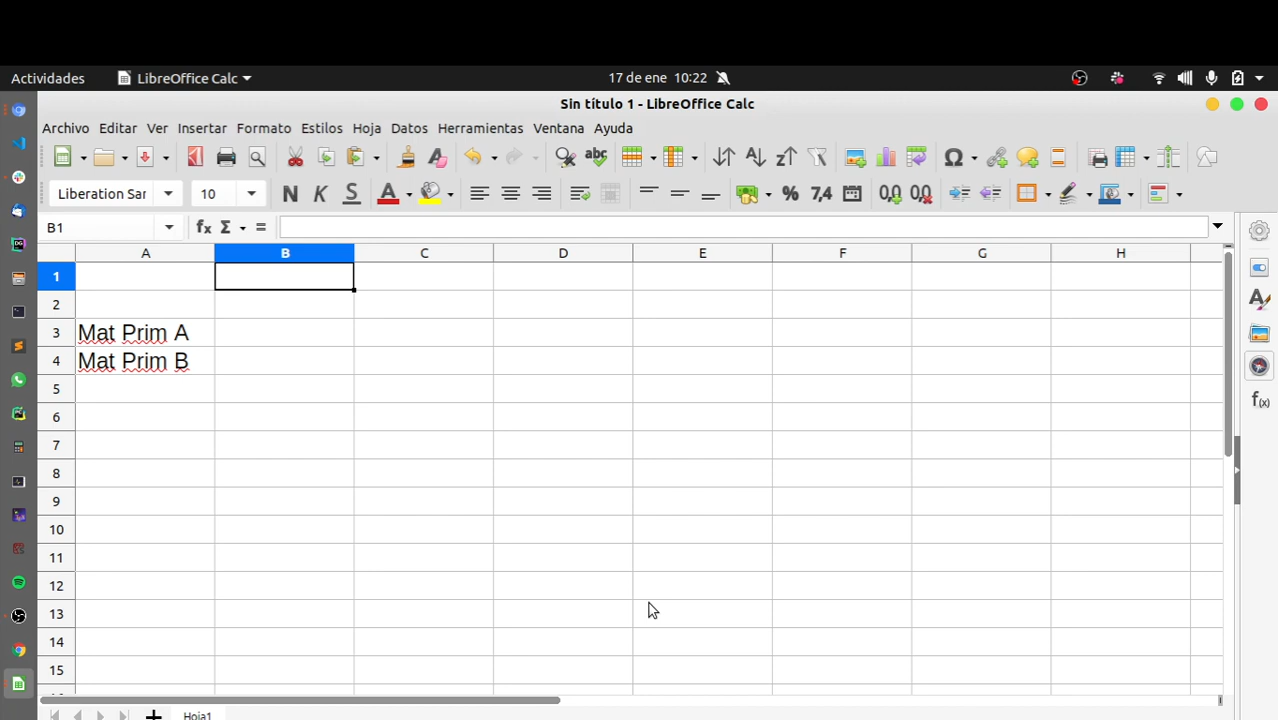 Actividades LibreOffice Calc 17 de ene 10:22
Sin título 1 - LibreOffice Calc
Archivo Editar Ver Insertar Formato Estilos Hoja Datos Herramientas Ventana Ayuda
Liberation Sar 10 N K S A % 7,4 0,0 0,0
B1 fx Σ =
A B C D E F G H
1
2
3 Mat Prim A
4 Mat Prim B
5
6
7
8
9
10
11
12
13
14
15
Hoja1